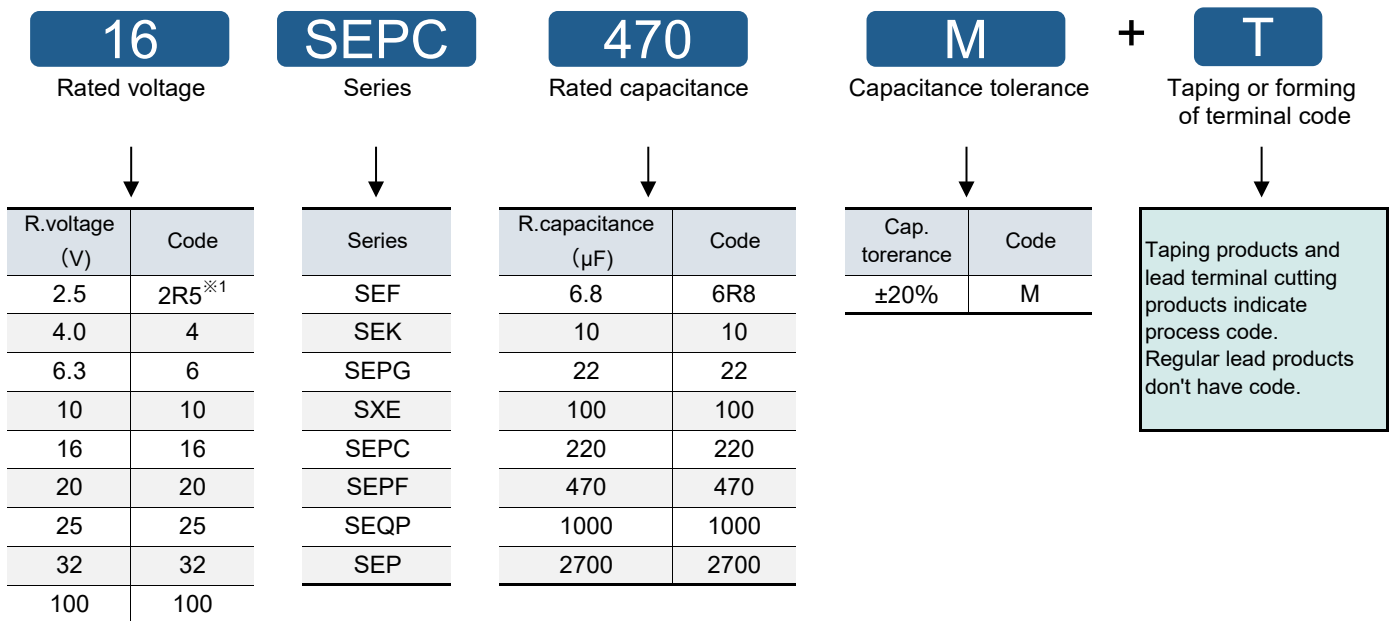 16 SEPC 470 M + T
Rated voltage Series Rated capacitance Capacitance tolerance Taping or forming
of terminal code
R.voltage
（V)
Code
2.5 2R5※1
4.0 4
6.3 6
10 10
16 16
20 20
25 25
32 32
100 100
Series
SEF
SEK
SEPG
SXE
SEPC
SEPF
SEQP
SEP
R.capacitance
（μF)
Code
6.8 6R8
10 10
22 22
100 100
220 220
470 470
1000 1000
2700 2700
Cap.
torerance
Code
±20% M
Taping products and
lead terminal cutting
products indicate
process code.
Regular lead products
don't have code.